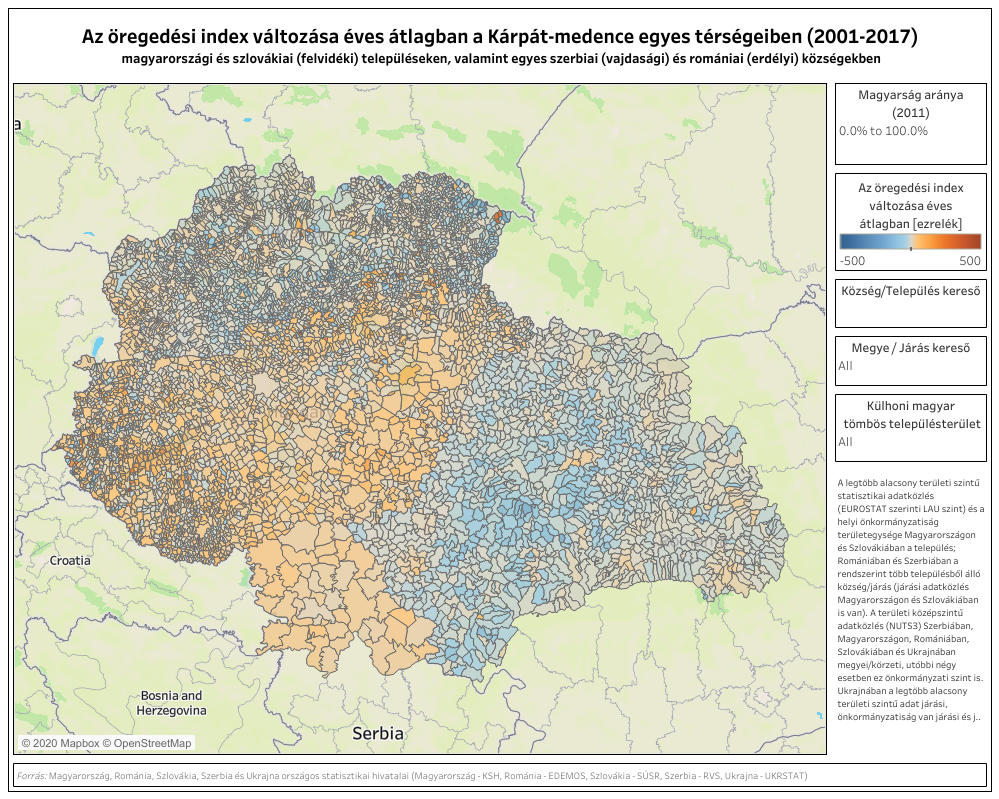 Az öregedési index változása éves átlagban a Kárpát-medence egyes térségeiben (2001-2017)
magyarországi és szlovákiai (felvidéki) településeken, valamint egyes szerbiai (vajdasági) és romániai (erdélyi) községekben
a
Croatia
Bosnia and
Herzegovina
Serbia
© 2020 Mapbox © OpenStreetMap
Magyarság aránya
(2011)
0.0% to 100.0%
Az öregedési index
változása éves
átlagban [ezrelék]
-500 500
Község/Település kereső
Megye / Járás kereső
All
Külhoni magyar
tömbös településterület
All
A legtöbb alacsony területi szintű
statisztikai adatközlés
(EUROSTAT szerinti LAU szint) és a
helyi önkormányzatiság
területegysége Magyarországon
és Szlovákiában a település;
Romániában és Szerbiában a
rendszerint több településből álló
község/járás (járási adatközlés
Magyarországon és Szlovákiában
is van). A területi középszintű
adatközlés (NUTS3) Szerbiában,
Magyarországon, Romániában,
Szlovákiában és Ukrajnában
megyei/körzeti, utóbbi négy
esetben ez önkormányzati szint is.
Ukrajnában a legtöbb alacsony
területi szintű adat járási,
önkormányzatiság van járási és j..
Forrás: Magyarország, Románia, Szlovákia, Szerbia és Ukrajna országos statisztikai hivatalai (Magyarország - KSH, Románia - EDEMOS, Szlovákia - SÚSR, Szerbia - RVS, Ukrajna - UKRSTAT)